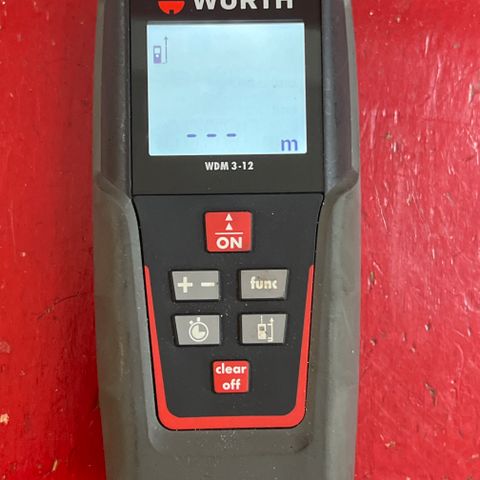 WÜRTH
- - - m
WDM 3-12
ON
+ - func
clear
off